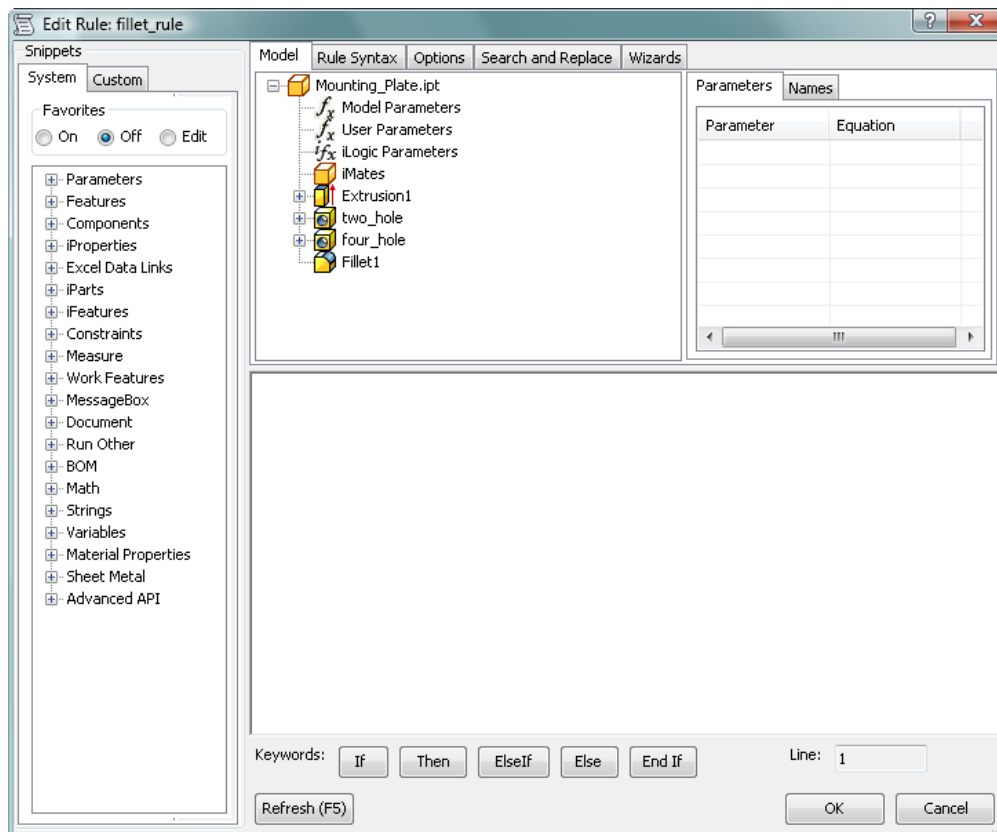 Edit Rule: fillet_rule
Snippets
System Custom
Favorites
On Off Edit
Parameters
Features
Components
iProperties
Excel Data Links
iParts
iFeatures
Constraints
Measure
Work Features
MessageBox
Document
Run Other
BOM
Math
Strings
Variables
Material Properties
Sheet Metal
Advanced API
Model Rule Syntax Options Search and Replace Wizards
Mounting_Plate.ipt
fx Model Parameters
fx User Parameters
ifx iLogic Parameters
iMates
Extrusion1
two_hole
four_hole
Fillet1
Parameters Names
Parameter Equation
Keywords: If Then ElseIf Else End If Line: 1
Refresh (F5) OK Cancel